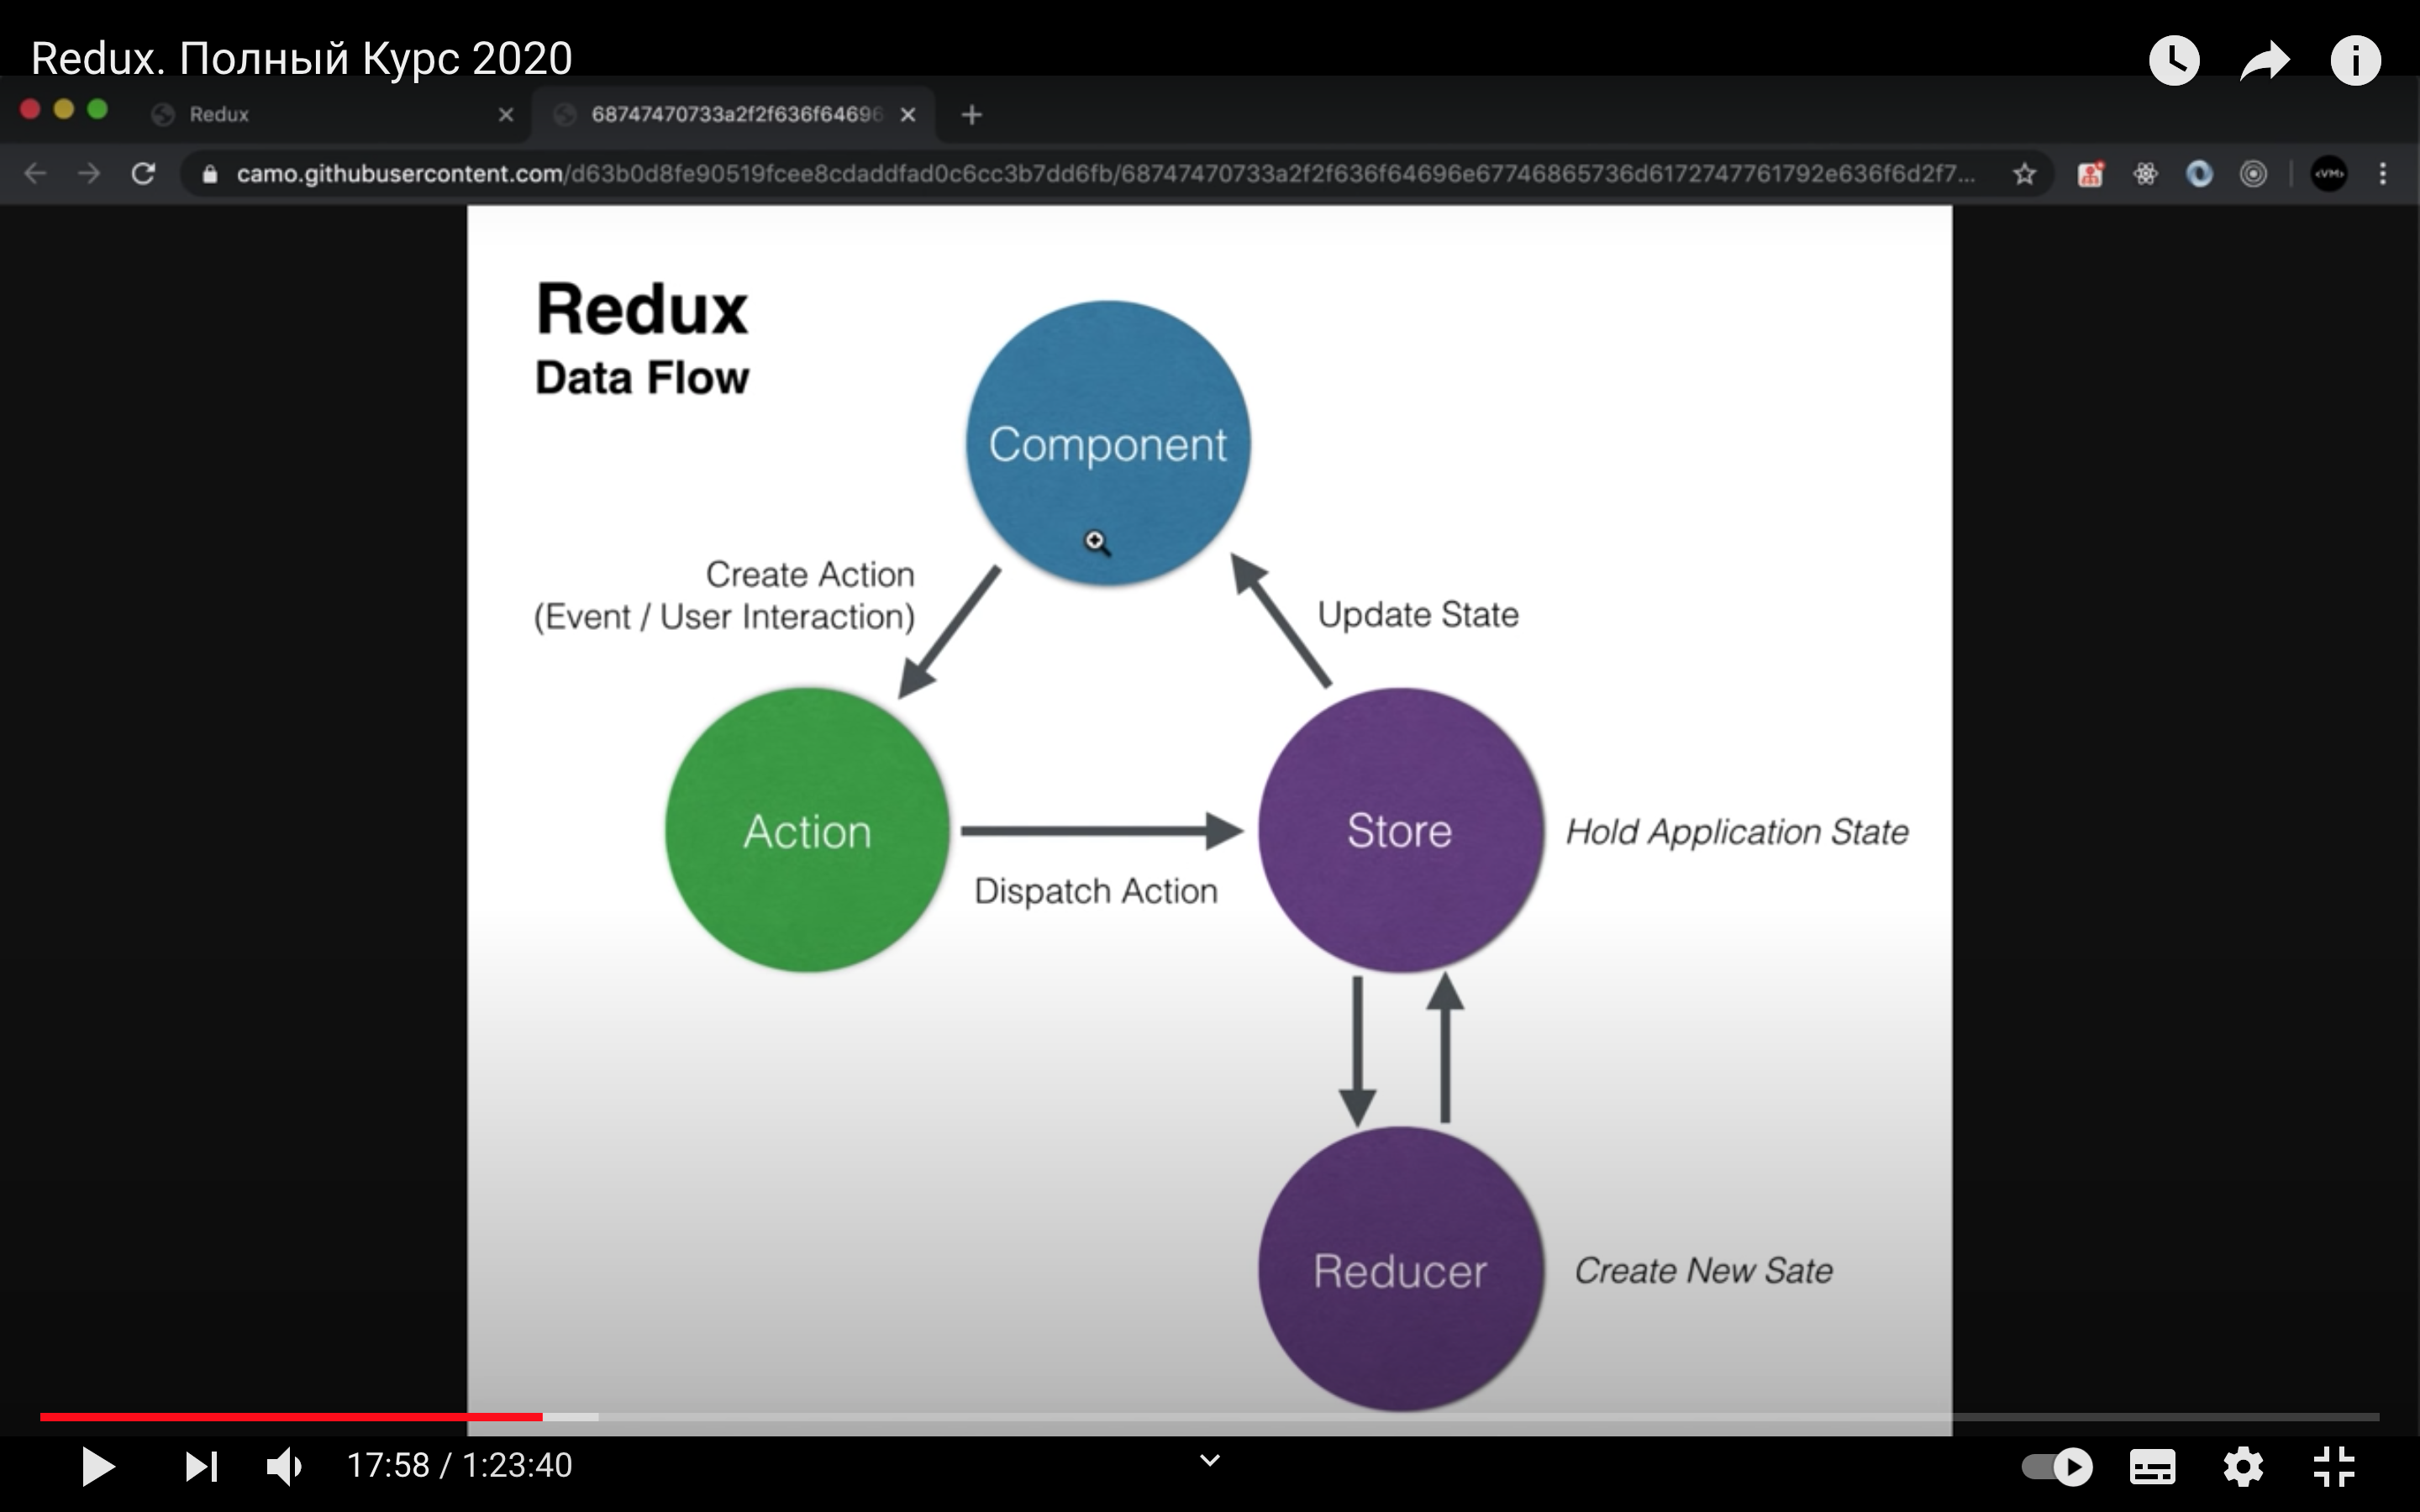 Redux. Полный Курс 2020
Redux
68747470733a2f2f636f64696
camo.githubusercontent.com/d63b0d8fe90519fcee8cdaddfad0c6cc3b7dd6fb/68747470733a2f2f636f64696e67746865736d6172747761792e636f6d2f7...
<VM>
Redux
Data Flow
Component
Create Action
(Event / User Interaction)
Update State
Action
Store
Hold Application State
Dispatch Action
Reducer
Create New Sate
17:58 / 1:23:40